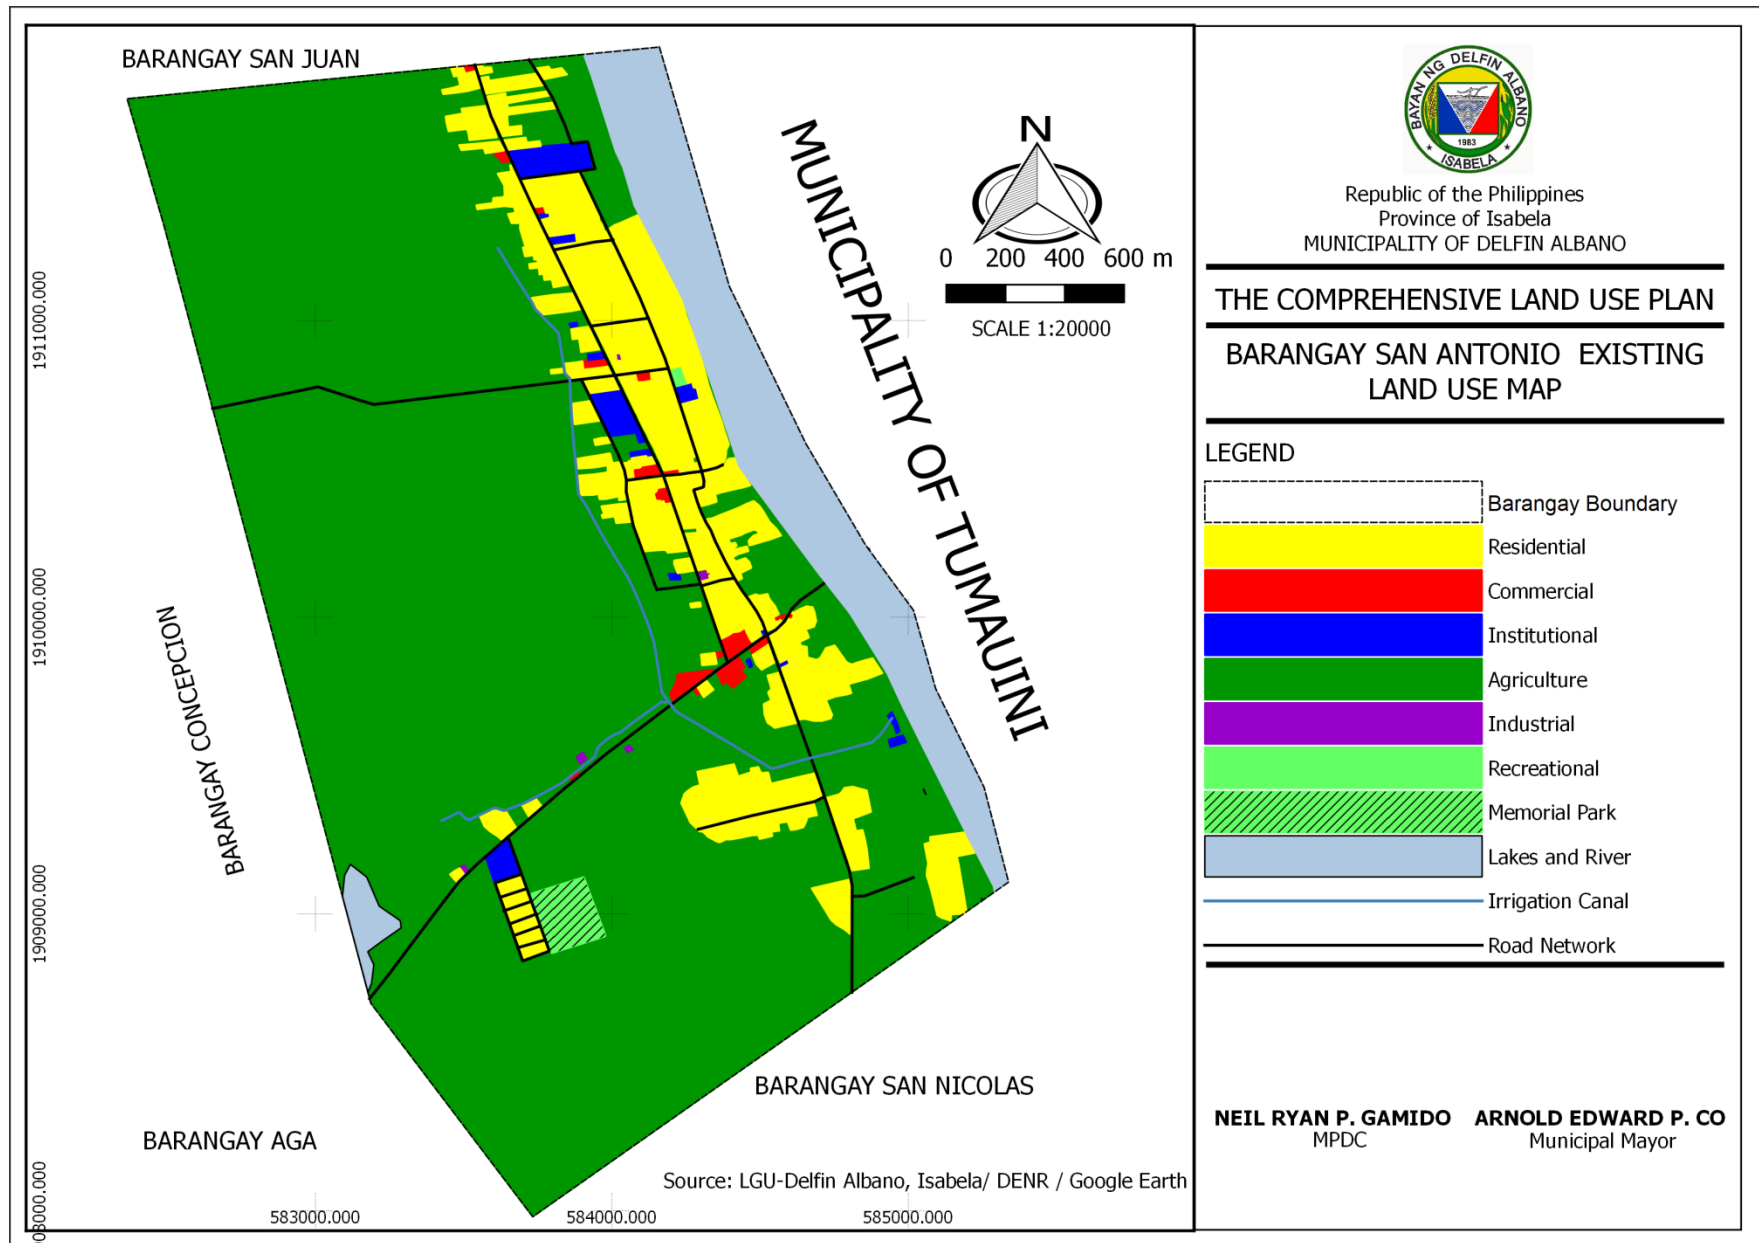 BARANGAY SAN JUAN
MUNICIPALITY OF TUMAUINI
N
0 200 400 600 m
SCALE 1:20000
1911000.000
1910000.000
1909000.000
BARANGAY CONCEPCION
BARANGAY SAN NICOLAS
BARANGAY AGA
Source: LGU-Delfin Albano, Isabela/ DENR / Google Earth
583000.000 584000.000 585000.000
BAYAN NG DELFIN ALBANO
1983
ISABELA
Republic of the Philippines
Province of Isabela
MUNICIPALITY OF DELFIN ALBANO
THE COMPREHENSIVE LAND USE PLAN
BARANGAY SAN ANTONIO EXISTING
LAND USE MAP
LEGEND
Barangay Boundary
Residential
Commercial
Institutional
Agriculture
Industrial
Recreational
Memorial Park
Lakes and River
Irrigation Canal
Road Network
NEIL RYAN P. GAMIDO
MPDC
ARNOLD EDWARD P. CO
Municipal Mayor